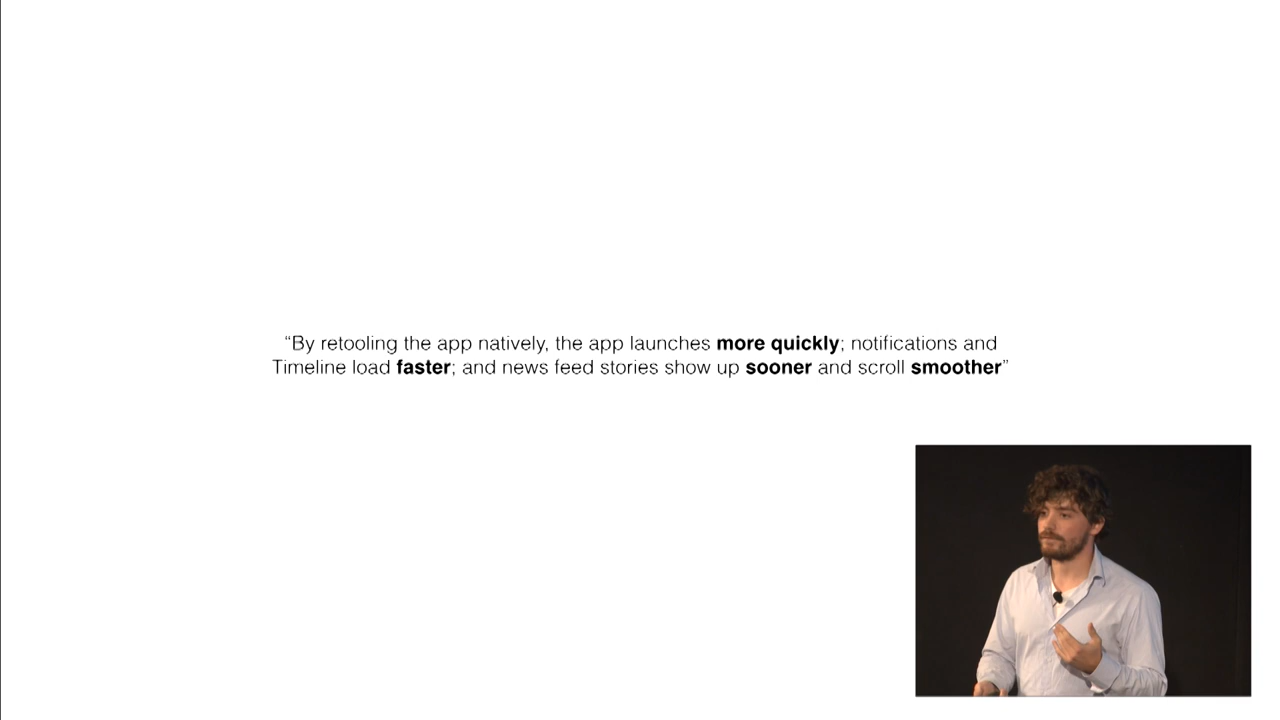 “By retooling the app natively, the app launches more quickly; notifications and
Timeline load faster; and news feed stories show up sooner and scroll smoother”